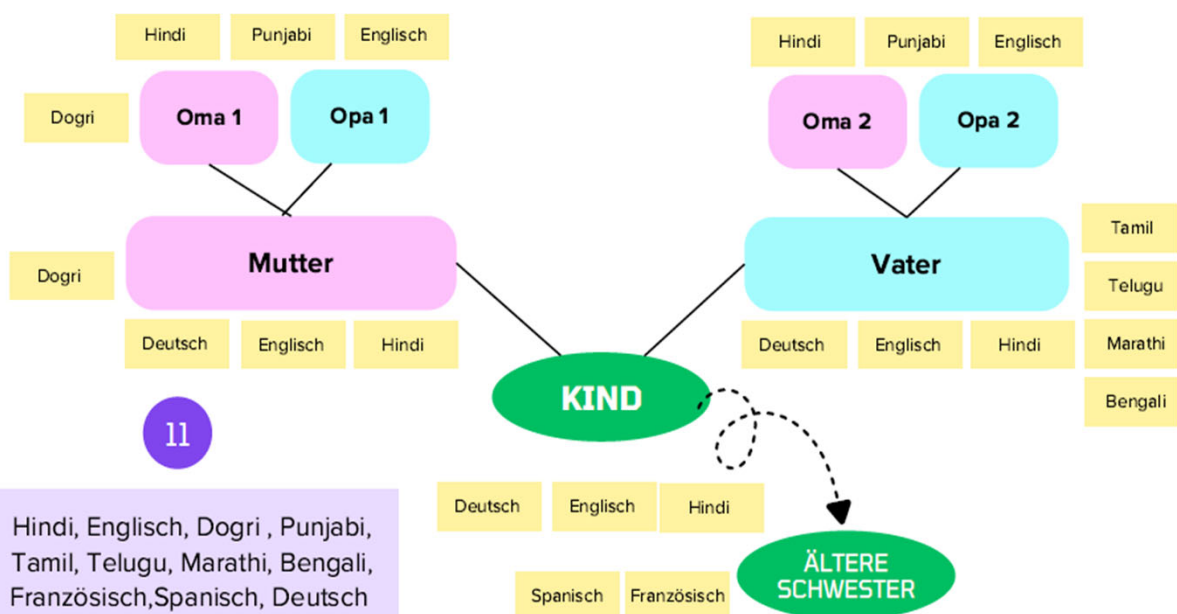 Hindi Punjabi Englisch
Hindi Punjabi Englisch
Dogri
Oma 1 Opa 1
Oma 2 Opa 2
Mutter
Dogri
Deutsch Englisch Hindi
Vater
Tamil
Telugu
Marathi
Bengali
Deutsch Englisch Hindi
KIND
11
Deutsch Englisch Hindi
Spanisch Französisch
ÄLTERE
SCHWESTER
Hindi, Englisch, Dogri , Punjabi,
Tamil, Telugu, Marathi, Bengali,
Französisch,Spanisch, Deutsch